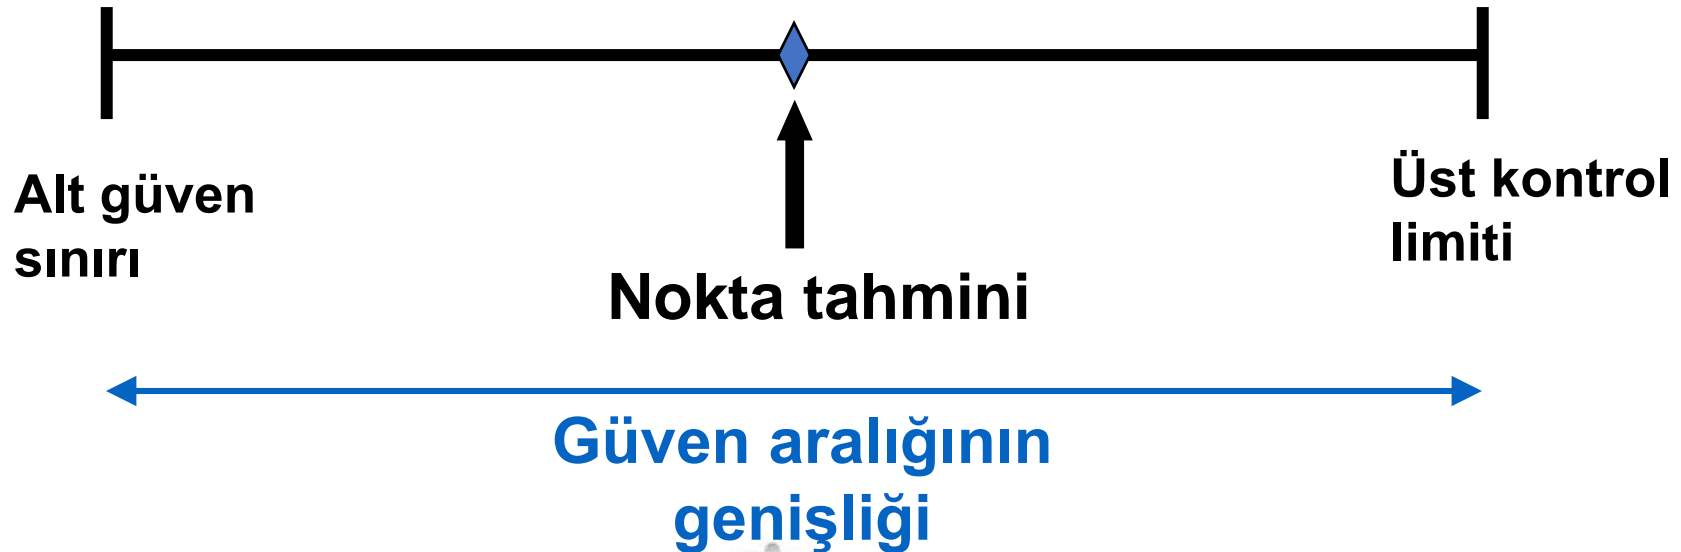 Alt güven
sınırı
Üst kontrol
limiti
Nokta tahmini
Güven aralığının
genişliği